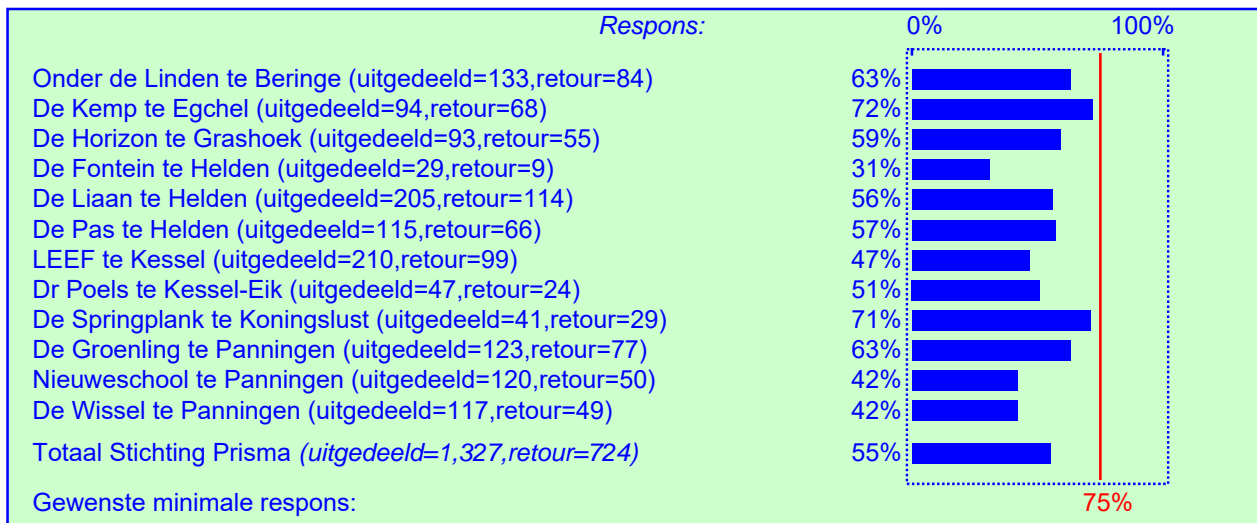 Respons: 0% 100%
Onder de Linden te Beringe (uitgedeeld=133,retour=84) 63%
De Kemp te Egchel (uitgedeeld=94,retour=68) 72%
De Horizon te Grashoek (uitgedeeld=93,retour=55) 59%
De Fontein te Helden (uitgedeeld=29,retour=9) 31%
De Liaan te Helden (uitgedeeld=205,retour=114) 56%
De Pas te Helden (uitgedeeld=115,retour=66) 57%
LEEF te Kessel (uitgedeeld=210,retour=99) 47%
Dr Poels te Kessel-Eik (uitgedeeld=47,retour=24) 51%
De Springplank te Koningslust (uitgedeeld=41,retour=29) 71%
De Groenling te Panningen (uitgedeeld=123,retour=77) 63%
Nieuweschool te Panningen (uitgedeeld=120,retour=50) 42%
De Wissel te Panningen (uitgedeeld=117,retour=49) 42%
Totaal Stichting Prisma (uitgedeeld=1,327,retour=724) 55%
Gewenste minimale respons: 75%